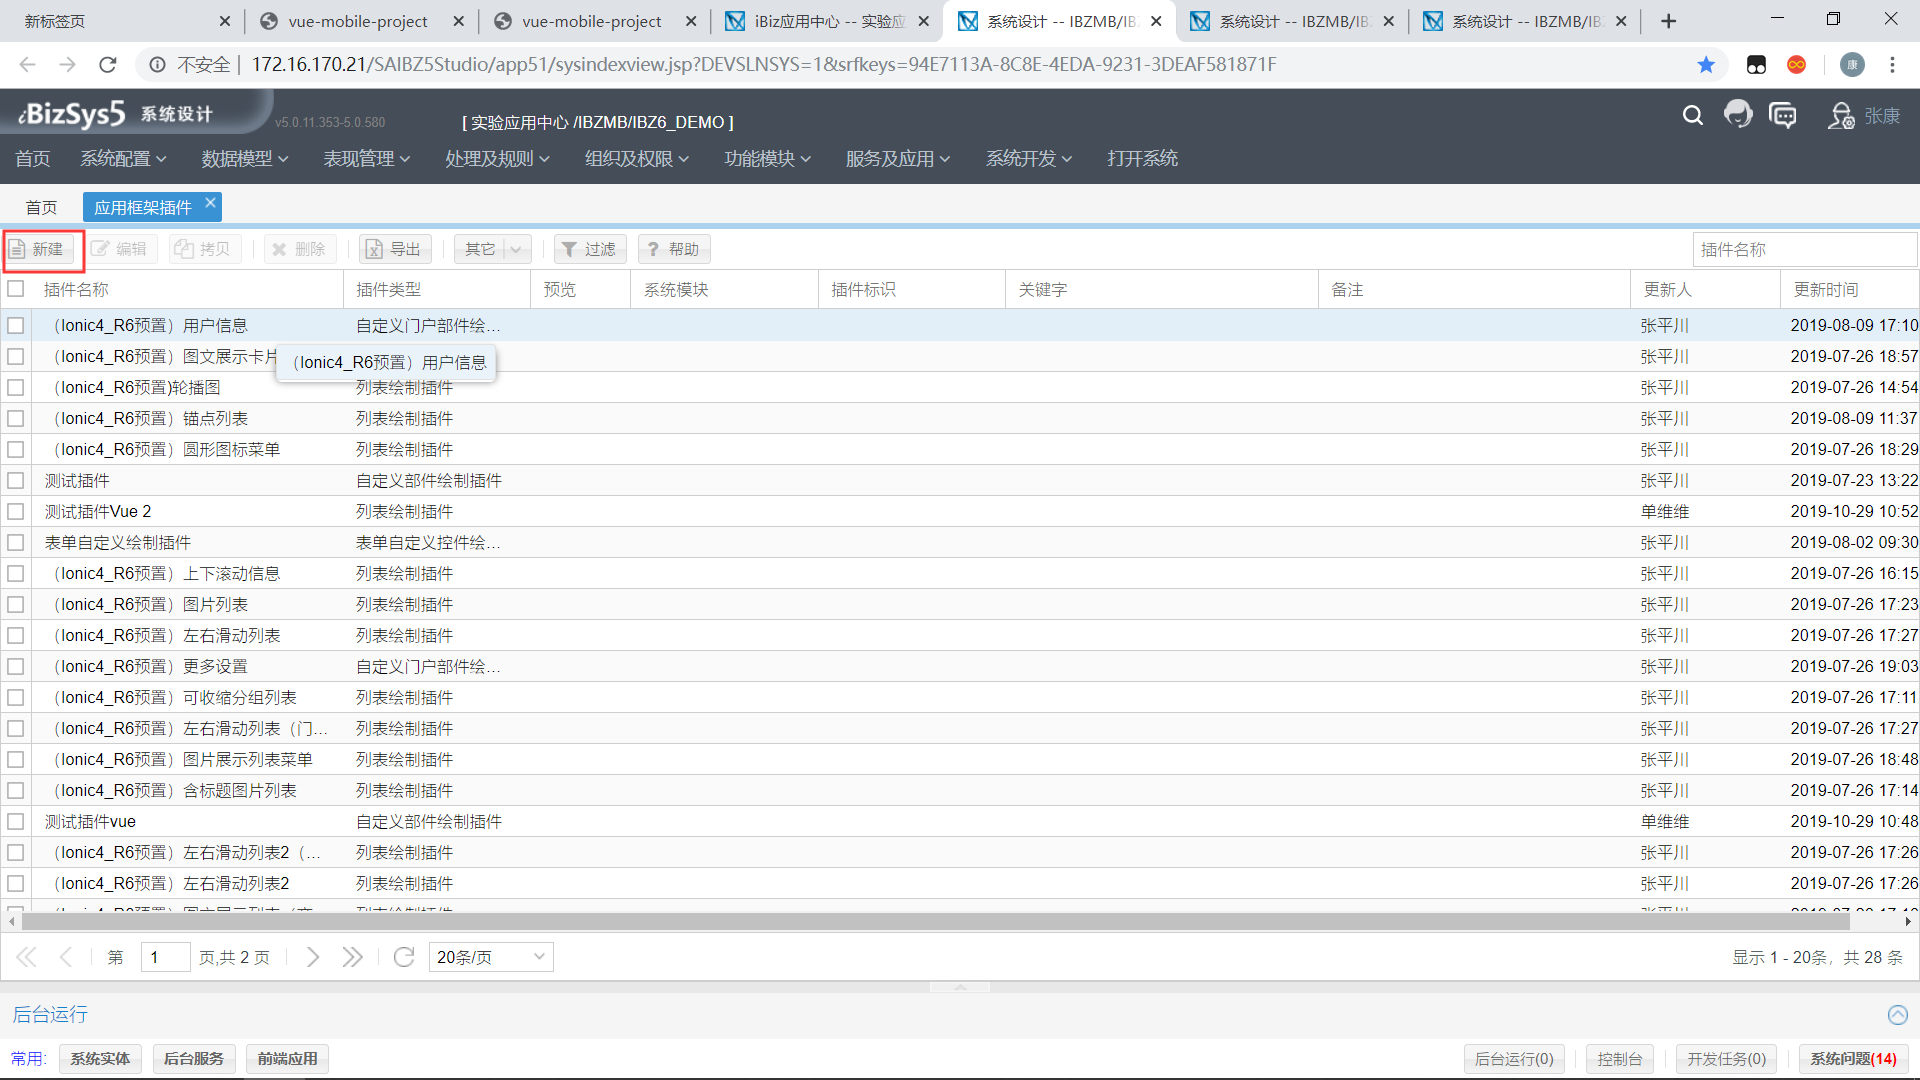 新标签页 vue-mobile-project vue-mobile-project iBiz应用中心 -- 实验应 系统设计 -- IBZMB/IB 系统设计 -- IBZMB/IB 系统设计 -- IBZMB/IB
不安全 172.16.170.21/SAIBZ5Studio/app51/sysindexview.jsp?DEVSLNSYS=1&srfkeys=94E7113A-8C8E-4EDA-9231-3DEAF581871F 康
iBizSys5 系统设计 v5.0.11.353-5.0.580 [ 实验应用中心 /IBZMB/IBZ6_DEMO ] 张康
首页 系统配置 数据模型 表现管理 处理及规则 组织及权限 功能模块 服务及应用 系统开发 打开系统
首页 应用框架插件
新建 编辑 拷贝 删除 导出 其它 过滤 帮助 插件名称
插件名称 插件类型 预览 系统模块 插件标识 关键字 备注 更新人 更新时间
（Ionic4_R6预置）用户信息 自定义门户部件绘... 张平川 2019-08-09 17:10
（Ionic4_R6预置）图文展示卡片 张平川 2019-07-26 18:57
（Ionic4_R6预置）用户信息
（Ionic4_R6预置)轮播图 列表绘制插件 张平川 2019-07-26 14:54
（Ionic4_R6预置）锚点列表 列表绘制插件 张平川 2019-08-09 11:37
（Ionic4_R6预置）圆形图标菜单 列表绘制插件 张平川 2019-07-26 18:29
测试插件 自定义部件绘制插件 张平川 2019-07-23 13:22
测试插件Vue 2 列表绘制插件 单维维 2019-10-29 10:52
表单自定义绘制插件 表单自定义控件绘... 张平川 2019-08-02 09:30
（Ionic4_R6预置）上下滚动信息 列表绘制插件 张平川 2019-07-26 16:15
（Ionic4_R6预置）图片列表 列表绘制插件 张平川 2019-07-26 17:23
（Ionic4_R6预置）左右滑动列表 列表绘制插件 张平川 2019-07-26 17:27
（Ionic4_R6预置）更多设置 自定义门户部件绘... 张平川 2019-07-26 19:03
（Ionic4_R6预置）可收缩分组列表 列表绘制插件 张平川 2019-07-26 17:11
（Ionic4_R6预置）左右滑动列表（门... 列表绘制插件 张平川 2019-07-26 17:27
（Ionic4_R6预置）图片展示列表菜单 列表绘制插件 张平川 2019-07-26 18:48
（Ionic4_R6预置）含标题图片列表 列表绘制插件 张平川 2019-07-26 17:14
测试插件vue 自定义部件绘制插件 单维维 2019-10-29 10:48
（Ionic4_R6预置）左右滑动列表2（... 列表绘制插件 张平川 2019-07-26 17:26
（Ionic4_R6预置）左右滑动列表2 列表绘制插件 张平川 2019-07-26 17:26
第 1 页,共 2 页 20条/页 显示 1 - 20条，共 28 条
后台运行
常用: 系统实体 后台服务 前端应用 后台运行(0) 控制台 开发任务(0) 系统问题(14)